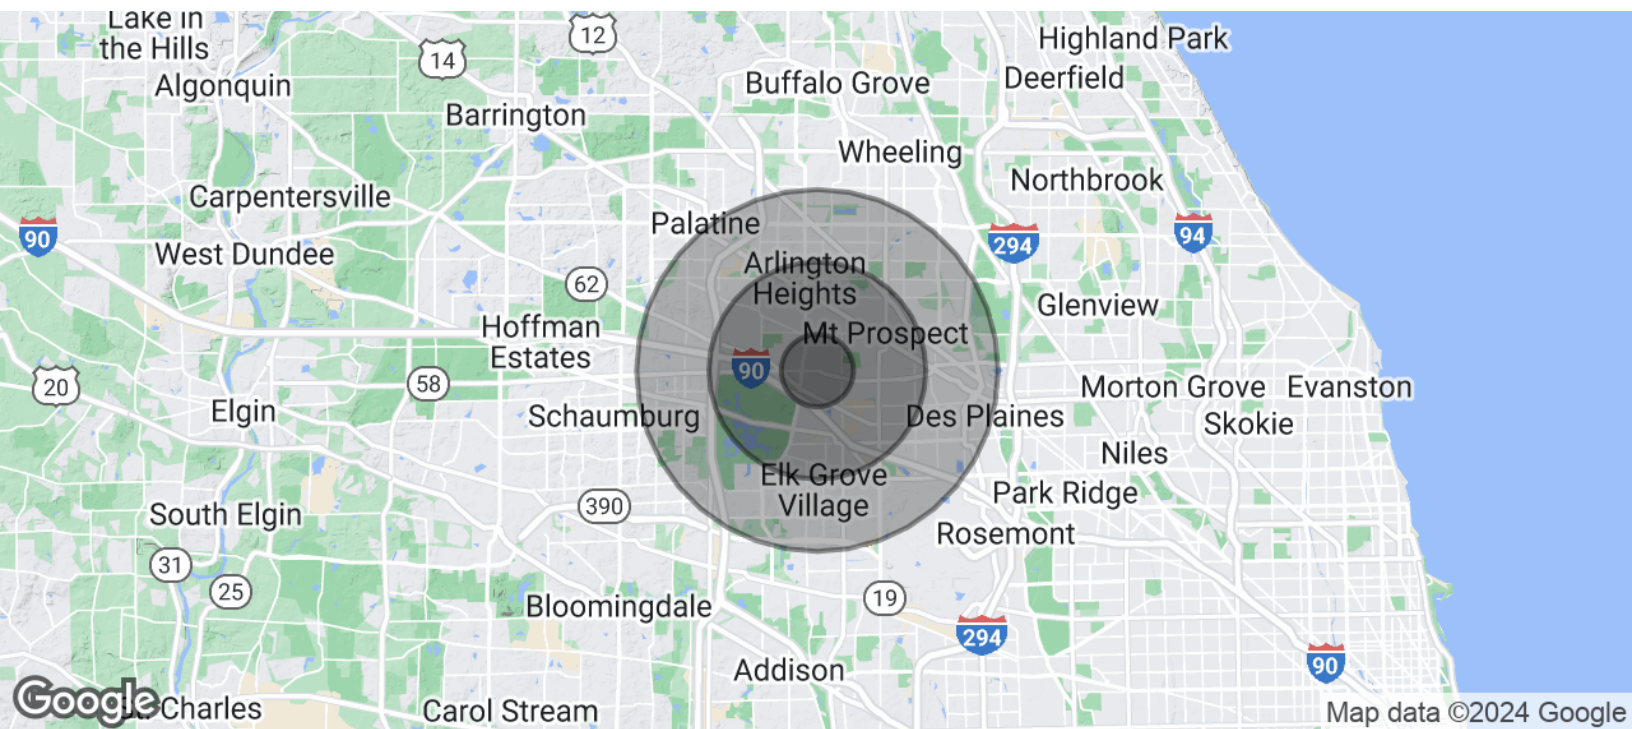 Lake in
the Hills
12
Highland Park
14
Deerfield
Algonquin
Buffalo Grove
Barrington
Wheeling
Northbrook
Carpentersville
Palatine
90
294
94
West Dundee
Arlington
Heights
62
Glenview
Hoffman
Estates
Mt Prospect
90
20
58
Morton Grove
Evanston
Elgin
Schaumburg
Des Plaines
Skokie
Niles
Elk Grove
Village
Park Ridge
390
South Elgin
Rosemont
31
25
19
Bloomingdale
294
90
Addison
Google
St. Charles
Carol Stream
Map data ©2024 Google